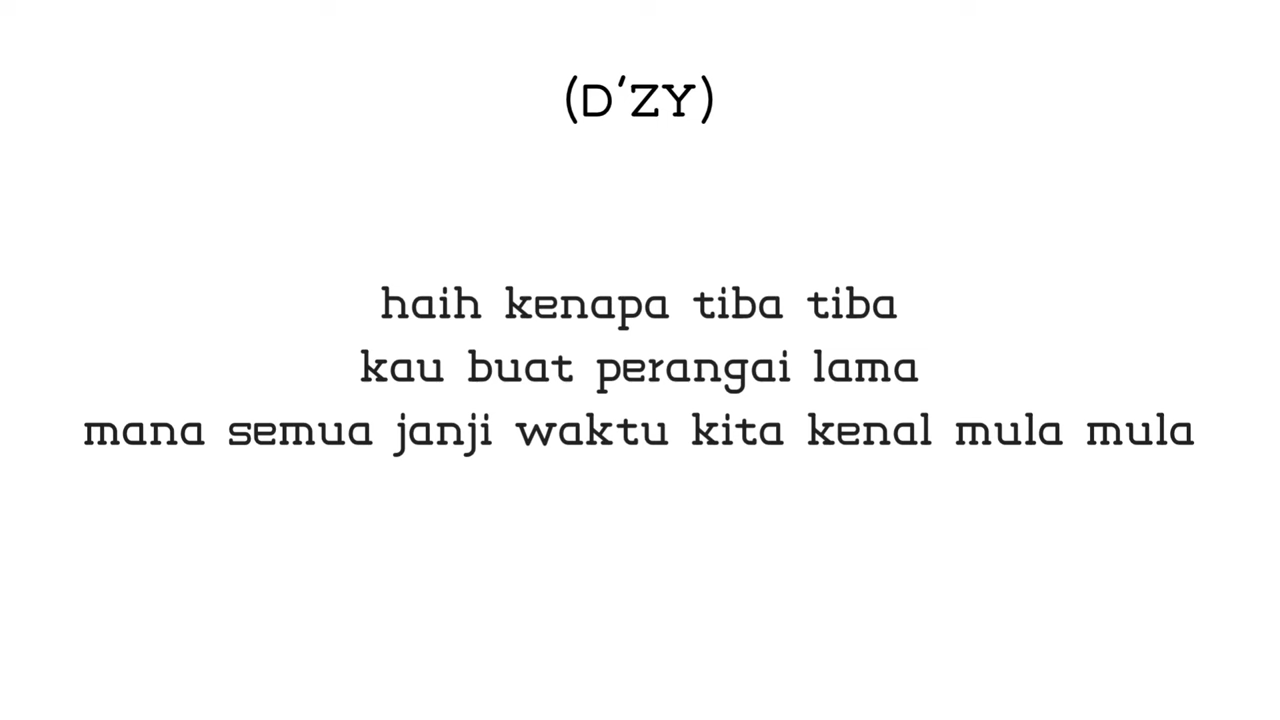 (D'ZY)
haih kenapa tiba tiba
kau buat perangai lama
mana semua janji waktu kita kenal mula mula